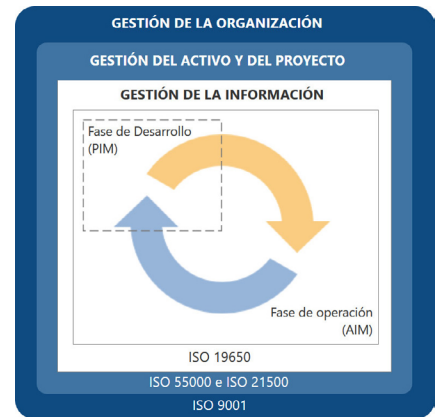 GESTIÓN DE LA ORGANIZACIÓN
GESTIÓN DEL ACTIVO Y DEL PROYECTO
GESTIÓN DE LA INFORMACIÓN
Fase de Desarrollo
(PIM)
Fase de operación
(AIM)
ISO 19650
ISO 55000 e ISO 21500
ISO 9001